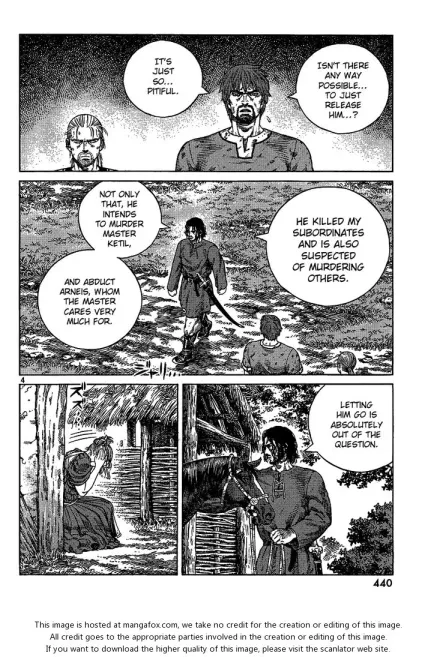 IT'S
JUST
SO...
PITIFUL.
ISN'T THERE
ANY WAY
POSSIBLE...
TO JUST
RELEASE
HIM...?
NOT ONLY
THAT, HE
INTENDS
TO MURDER
MASTER
KETIL,
AND ABDUCT
ARNEIS, WHOM
THE MASTER
CARES VERY
MUCH FOR.
HE KILLED MY
SUBORDINATES
AND IS ALSO
SUSPECTED
OF MURDERING
OTHERS.
4
LETTING
HIM GO IS
ABSOLUTELY
OUT OF THE
QUESTION.
440
This image is hosted at mangafox.com, we take no credit for the creation or editing of this image.
All credit goes to the appropriate parties involved in the creation or editing of this image.
If you want to download the higher quality of this image, please visit the scanlator web site.